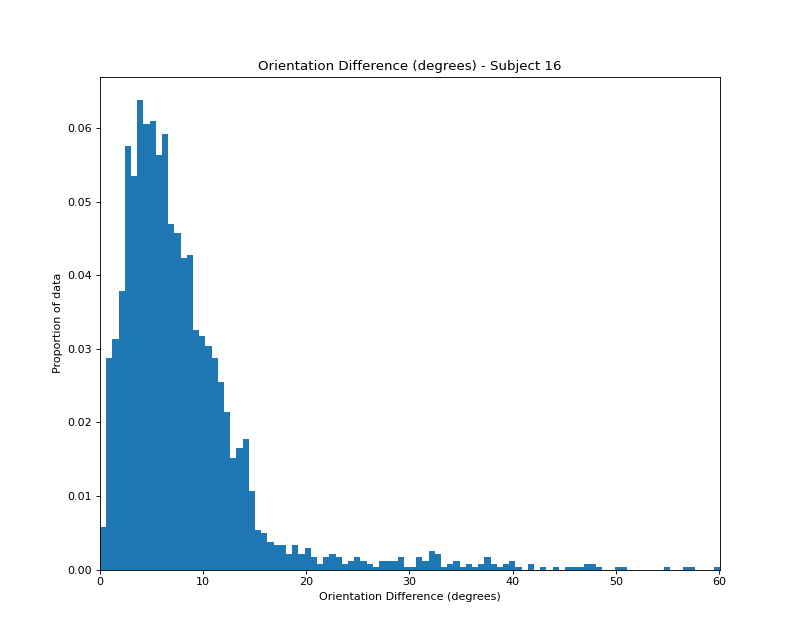 Orientation Difference (degrees) - Subject 16
Proportion of data
0.06
0.05
0.04
0.03
0.02
0.01
0.00
0 10 20 30 40 50 60
Orientation Difference (degrees)